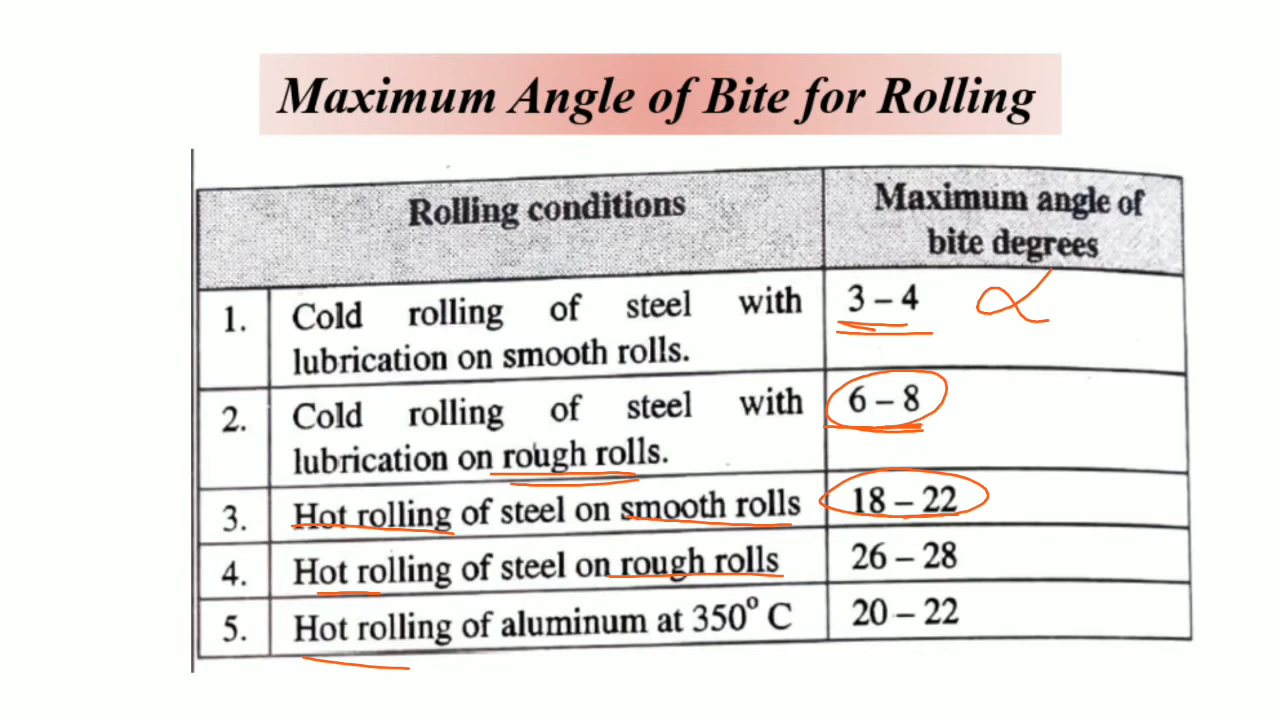 Maximum Angle of Bite for Rolling
Rolling conditions
Maximum angle of
bite degrees
1.
Cold rolling of steel with
lubrication on smooth rolls.
3 – 4
α
2.
Cold rolling of steel with
lubrication on rough rolls.
6 – 8
3.
Hot rolling of steel on smooth rolls
18 – 22
4.
Hot rolling of steel on rough rolls
26 – 28
5.
Hot rolling of aluminum at 350° C
20 – 22